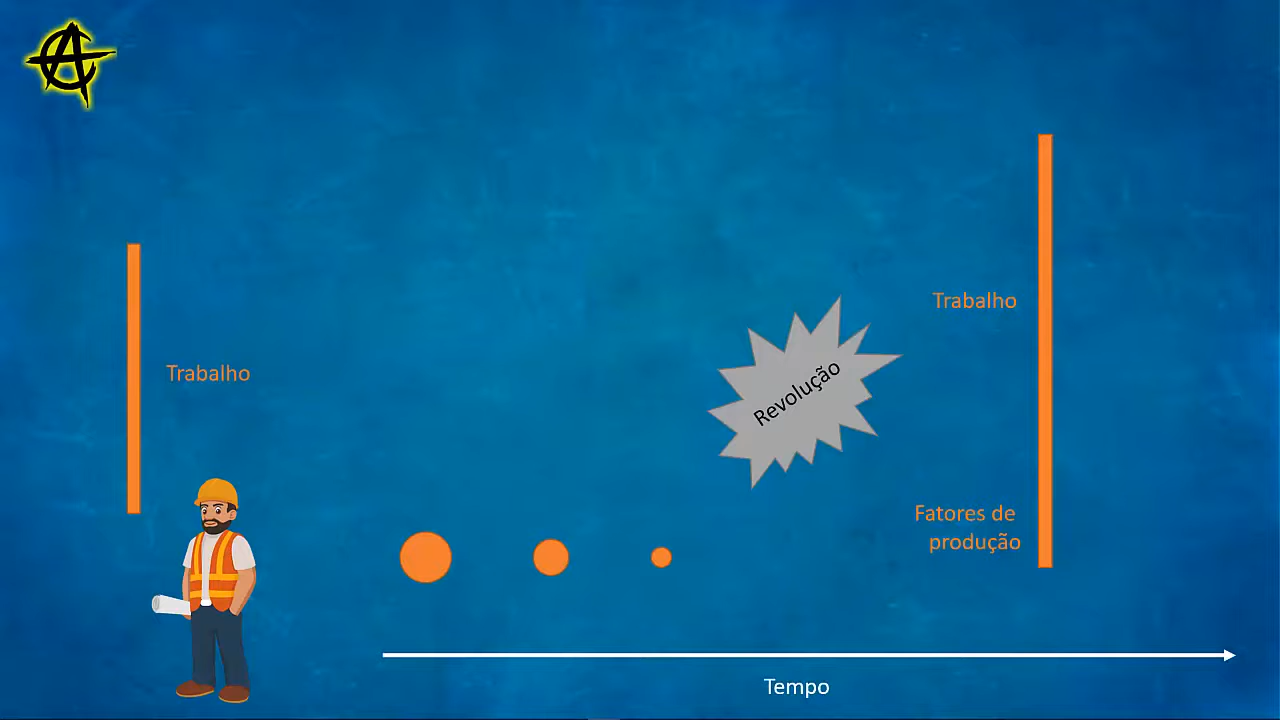 Trabalho
Trabalho
Revolução
Fatores de
produção
Tempo